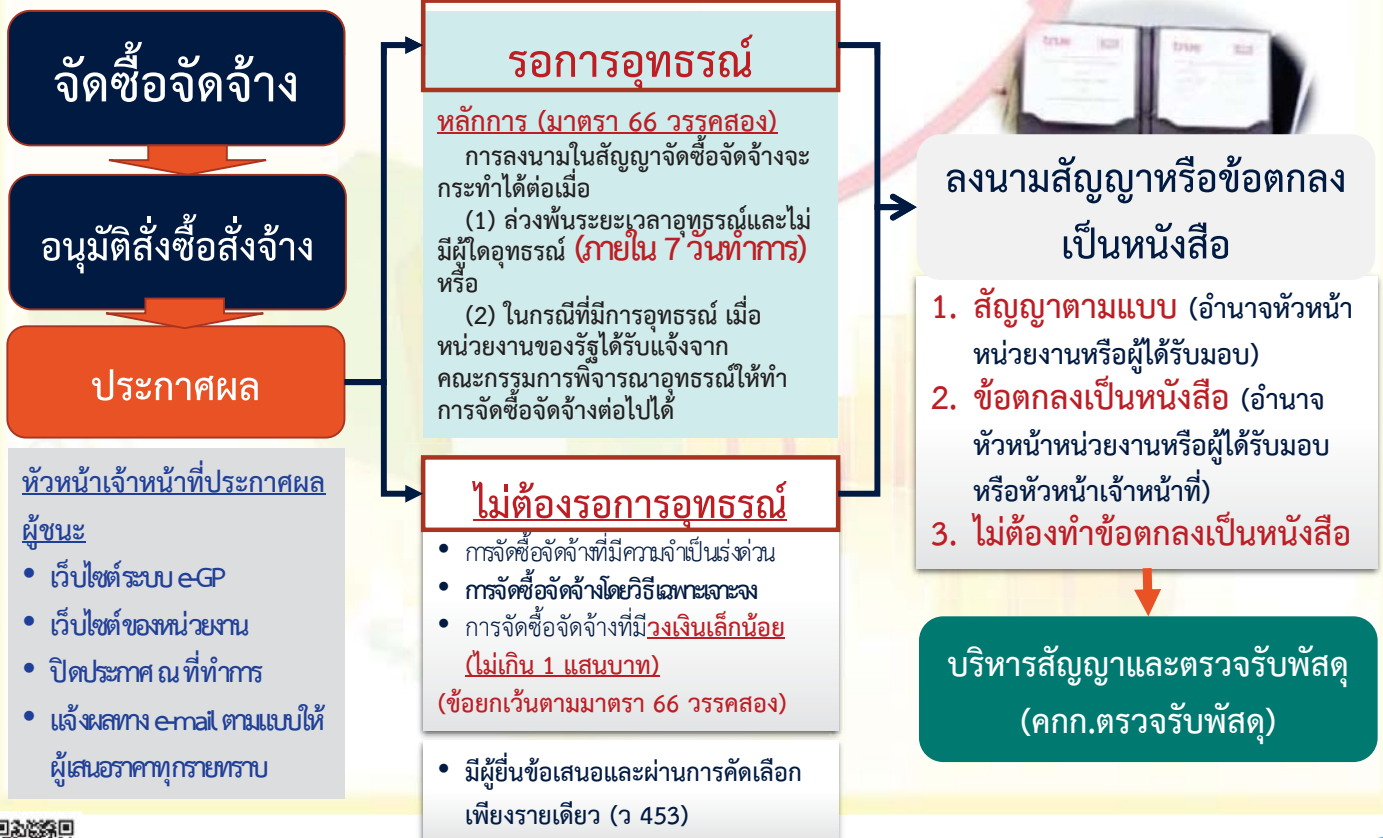 จัดซื้อจัดจ้าง
อนุมัติสั่งซื้อสั่งจ้าง
ประกาศผล
หัวหน้าเจ้าหน้าที่ประกาศผล
ผู้ชนะ
• เว็บไซต์ระบบ e-GP
• เว็บไซต์ของหน่วยงาน
• ปิดประกาศ ณ ที่ทำการ
• แจ้งผลทาง e-mail ตามแบบให้
ผู้เสนอราคาทุกรายทราบ
รอการอุทธรณ์
หลักการ (มาตรา 66 วรรคสอง)
การลงนามในสัญญาจัดซื้อจัดจ้างจะ
กระทำได้ต่อเมื่อ
(1) ล่วงพ้นระยะเวลาอุทธรณ์และไม่
มีผู้ใดอุทธรณ์ (ภายใน 7 วันทำการ)
หรือ
(2) ในกรณีที่มีการอุทธรณ์ เมื่อ
หน่วยงานของรัฐได้รับแจ้งจาก
คณะกรรมการพิจารณาอุทธรณ์ให้ทำ
การจัดซื้อจัดจ้างต่อไปได้
ไม่ต้องรอการอุทธรณ์
• การจัดซื้อจัดจ้างที่มีความจำเป็นเร่งด่วน
• การจัดซื้อจัดจ้างโดยวิธีเฉพาะเจาะจง
• การจัดซื้อจัดจ้างที่มีวงเงินเล็กน้อย
(ไม่เกิน 1 แสนบาท)
(ข้อยกเว้นตามมาตรา 66 วรรคสอง)
• มีผู้ยื่นข้อเสนอและผ่านการคัดเลือก
เพียงรายเดียว (ว 453)
true true
ลงนามสัญญาหรือข้อตกลง
เป็นหนังสือ
1. สัญญาตามแบบ (อำนาจหัวหน้า
หน่วยงานหรือผู้ได้รับมอบ)
2. ข้อตกลงเป็นหนังสือ (อำนาจ
หัวหน้าหน่วยงานหรือผู้ได้รับมอบ
หรือหัวหน้าเจ้าหน้าที่)
3. ไม่ต้องทำข้อตกลงเป็นหนังสือ
บริหารสัญญาและตรวจรับพัสดุ
(คกก.ตรวจรับพัสดุ)